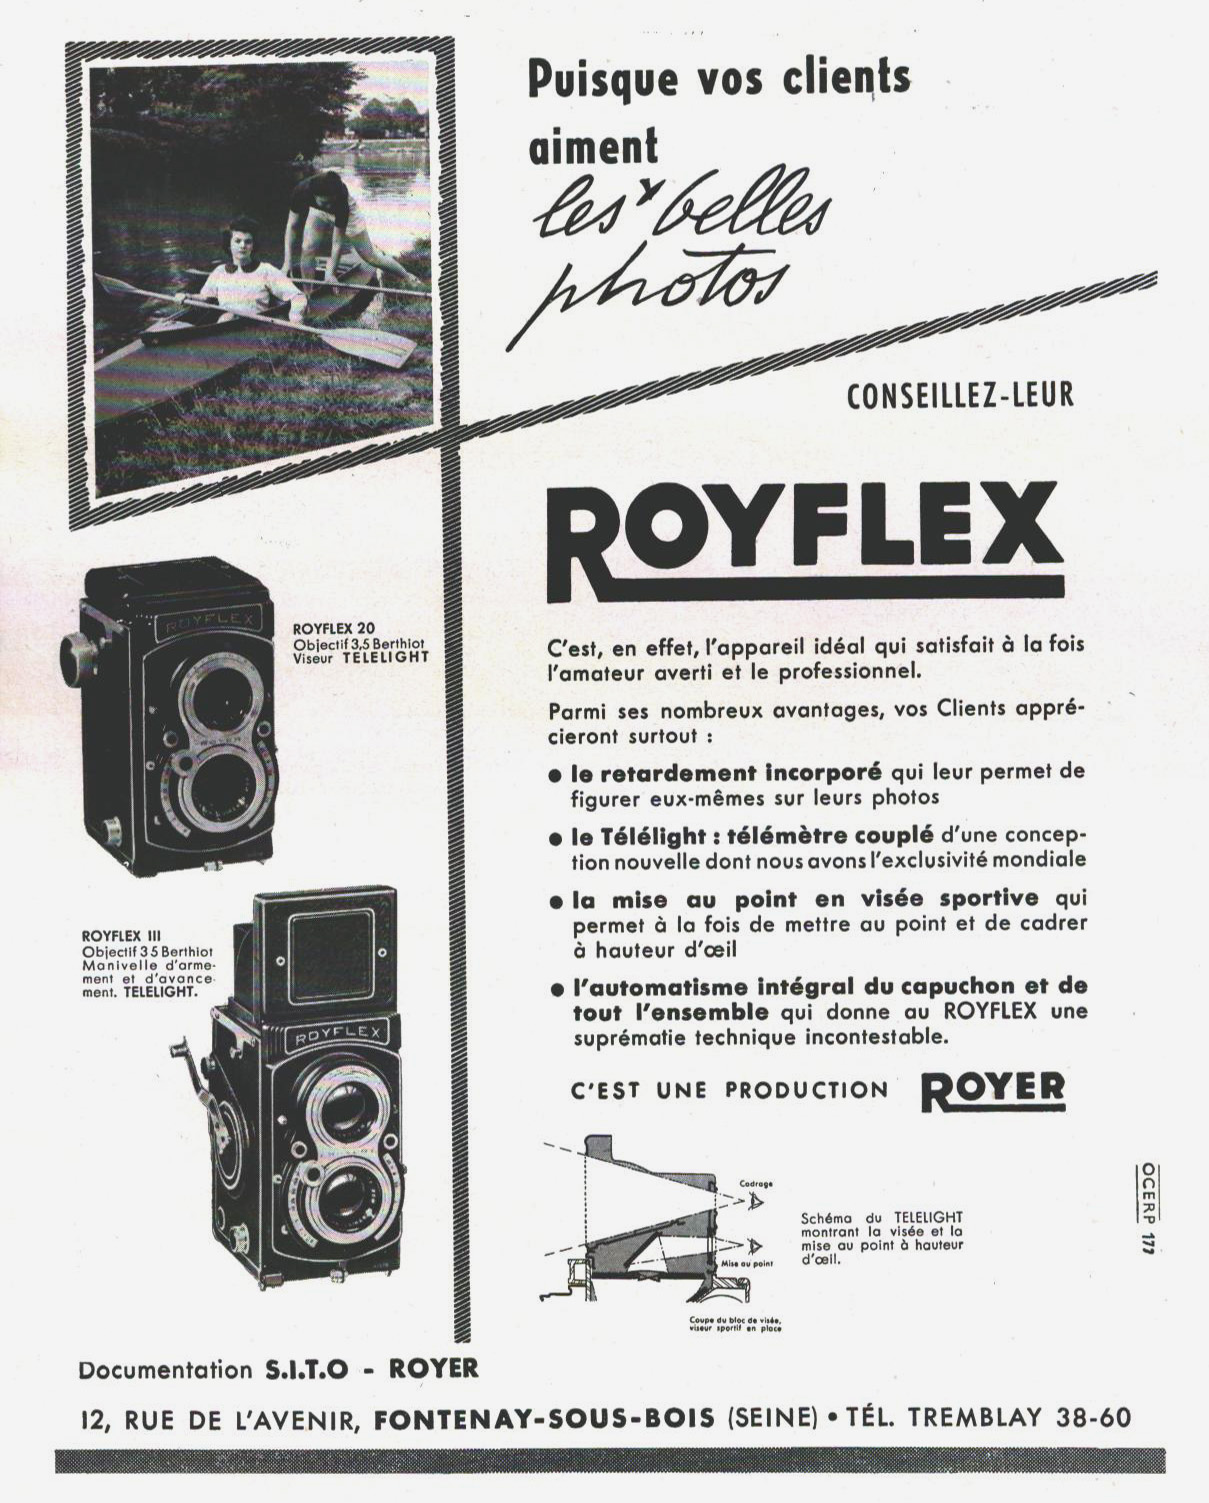 Puisque vos clients
aiment
les belles
photos
CONSEILLEZ-LEUR
ROYFLEX
ROYFLEX
ROYFLEX 20
Objectif 3,5 Berthiot
Viseur TELELIGHT
C'est, en effet, l'appareil idéal qui satisfait à la fois
l'amateur averti et le professionnel.
Parmi ses nombreux avantages, vos Clients appré-
cieront surtout :
● le retardement incorporé qui leur permet de
figurer eux-mêmes sur leurs photos
● le Télélight : télémètre couplé d'une concep-
tion nouvelle dont nous avons l'exclusivité mondiale
● la mise au point en visée sportive qui
permet à la fois de mettre au point et de cadrer
à hauteur d'œil
● l'automatisme intégral du capuchon et de
tout l'ensemble qui donne au ROYFLEX une
suprématie technique incontestable.
C'EST UNE PRODUCTION ROYER
ROYFLEX III
Objectif 3 5 Berthiot
Manivelle d'arme-
ment et d'avance-
ment. TELELIGHT.
ROYFLEX
Cadrage
Mise au point
Coupe du bloc de visée,
viseur sportif en place
Schéma du TELELIGHT
montrant la visée et la
mise au point à hauteur
d'œil.
OCERP 177
Documentation S.I.T.O - ROYER
12, RUE DE L'AVENIR, FONTENAY-SOUS-BOIS (SEINE) • TÉL. TREMBLAY 38-60